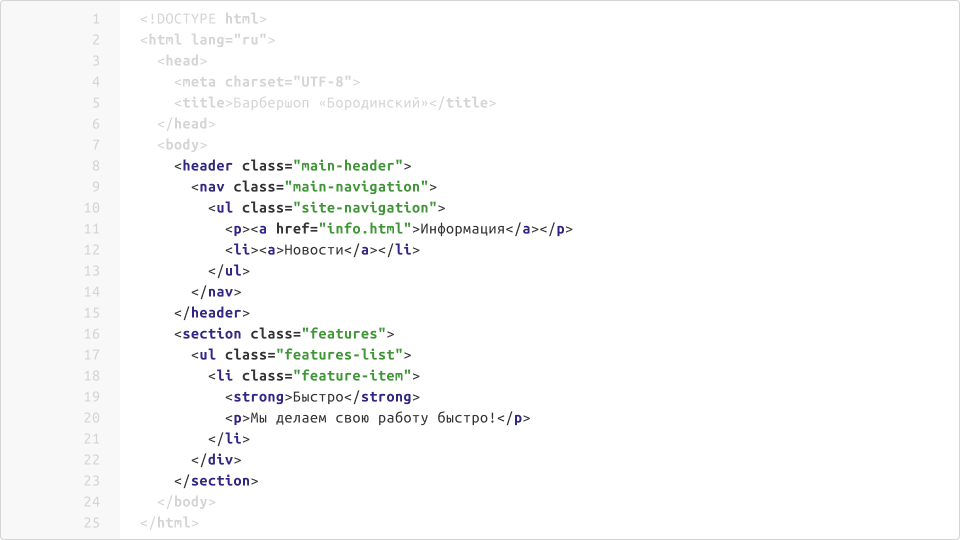 1 <!DOCTYPE html>
2 <html lang="ru">
3 <head>
4 <meta charset="UTF-8">
5 <title>Барбершоп «Бородинский»</title>
6 </head>
7 <body>
8 <header class="main-header">
9 <nav class="main-navigation">
10 <ul class="site-navigation">
11 <p><a href="info.html">Информация</a></p>
12 <li><a>Новости</a></li>
13 </ul>
14 </nav>
15 </header>
16 <section class="features">
17 <ul class="features-list">
18 <li class="feature-item">
19 <strong>Быстро</strong>
20 <p>Мы делаем свою работу быстро!</p>
21 </li>
22 </div>
23 </section>
24 </body>
25 </html>